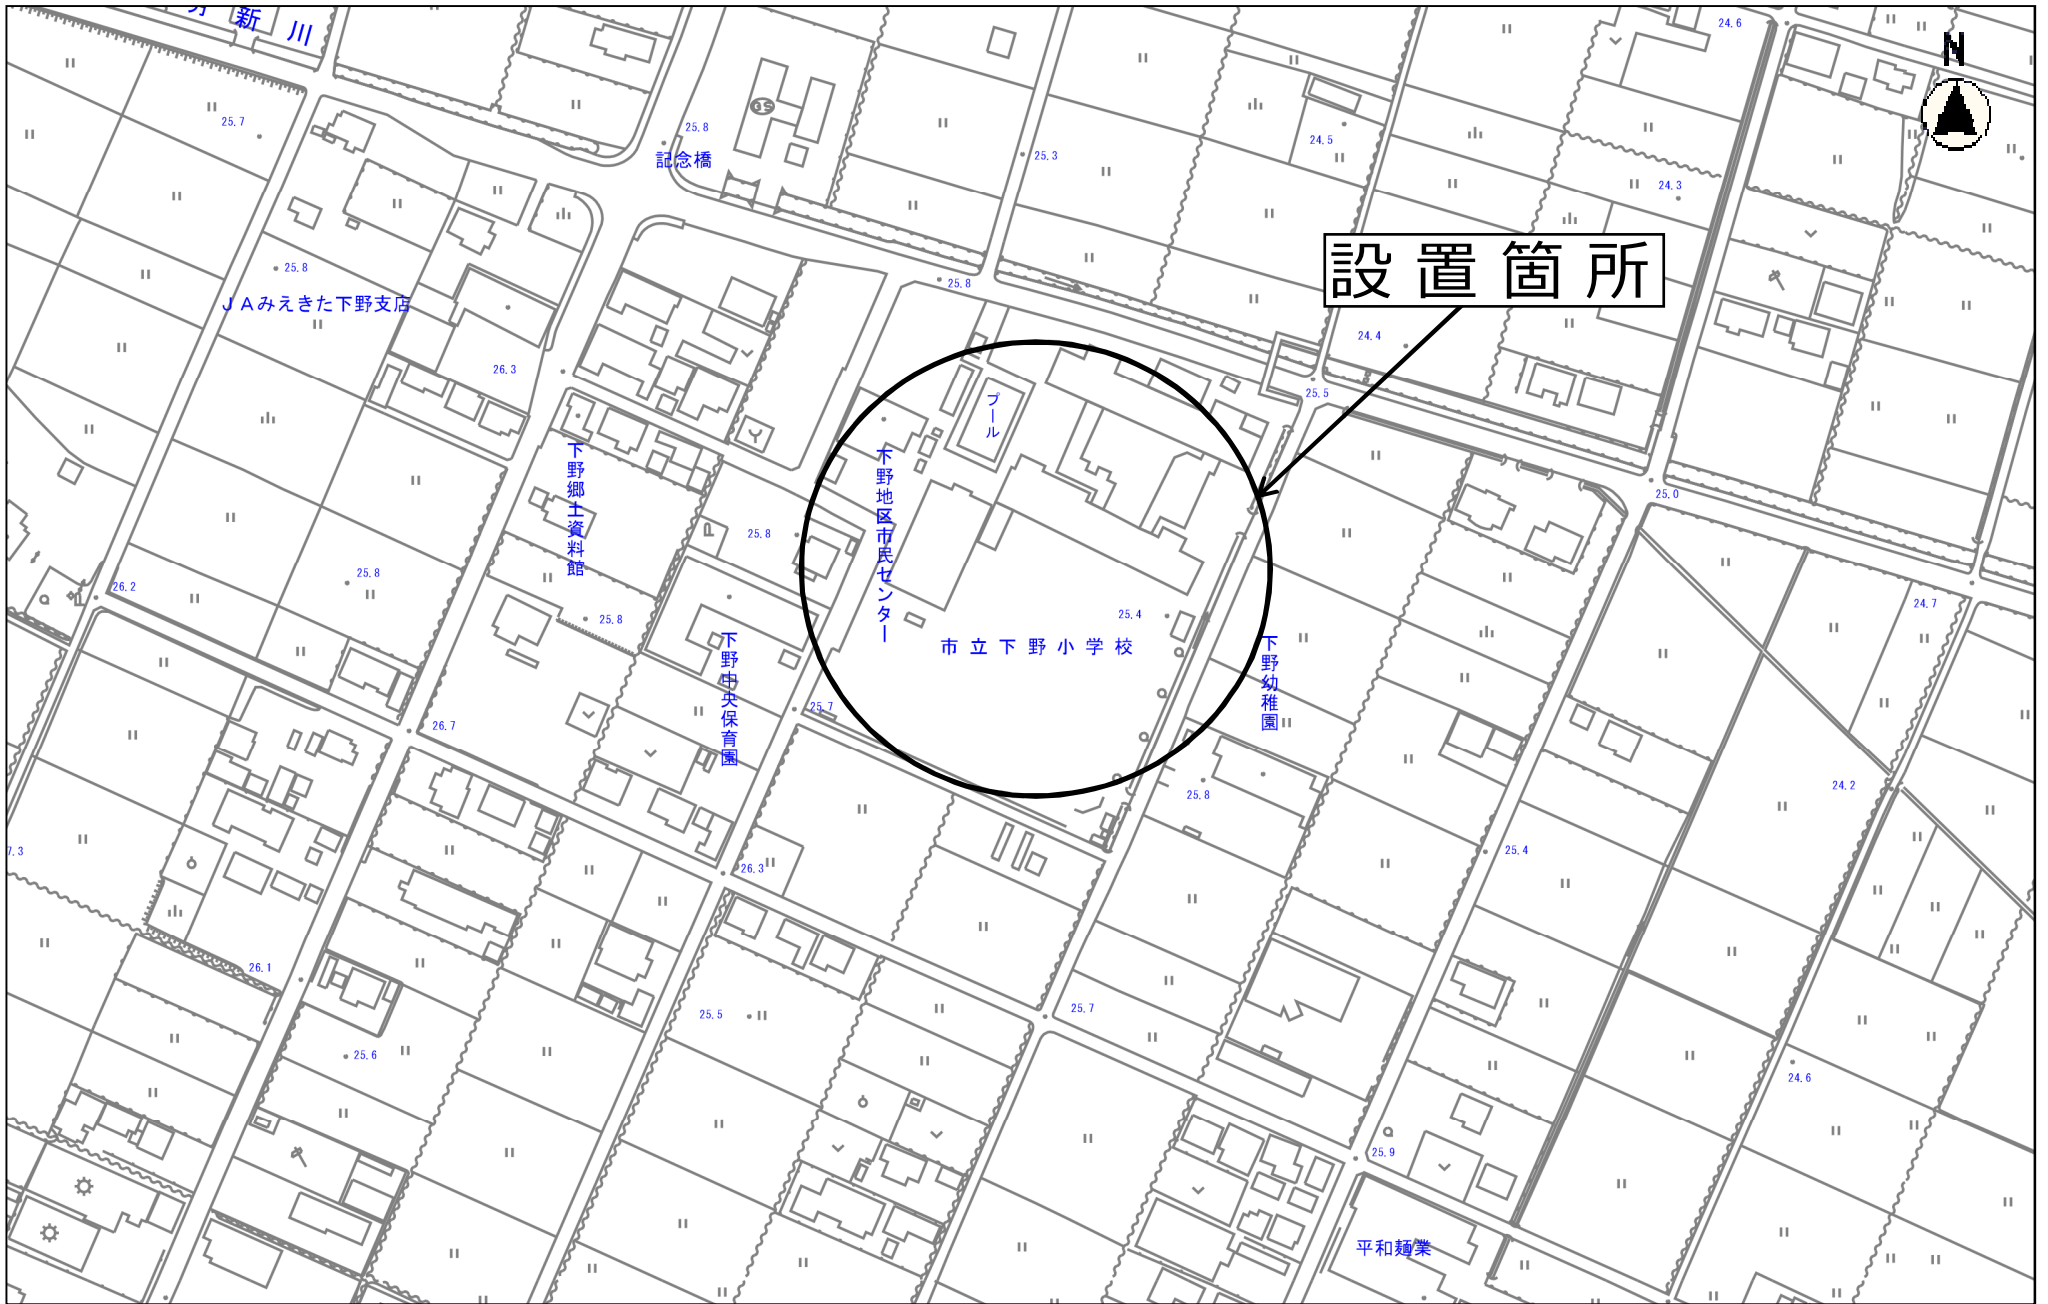 新川
24.6
N
25.7
25.8
GS
記念橋
25.3
24.5
24.3
25.8
JAみえきた下野支店
25.8
設置箇所
24.4
26.3
25.5
プール
下野郷土資料館
下野地区市民センター
25.0
25.8
26.2
25.8
25.8
25.4
24.7
市立下野小学校
下野中央保育園
下野幼稚園
25.7
26.7
25.8
24.2
7.3
26.3
25.4
26.1
25.5
25.7
25.6
24.6
25.9
平和麺業